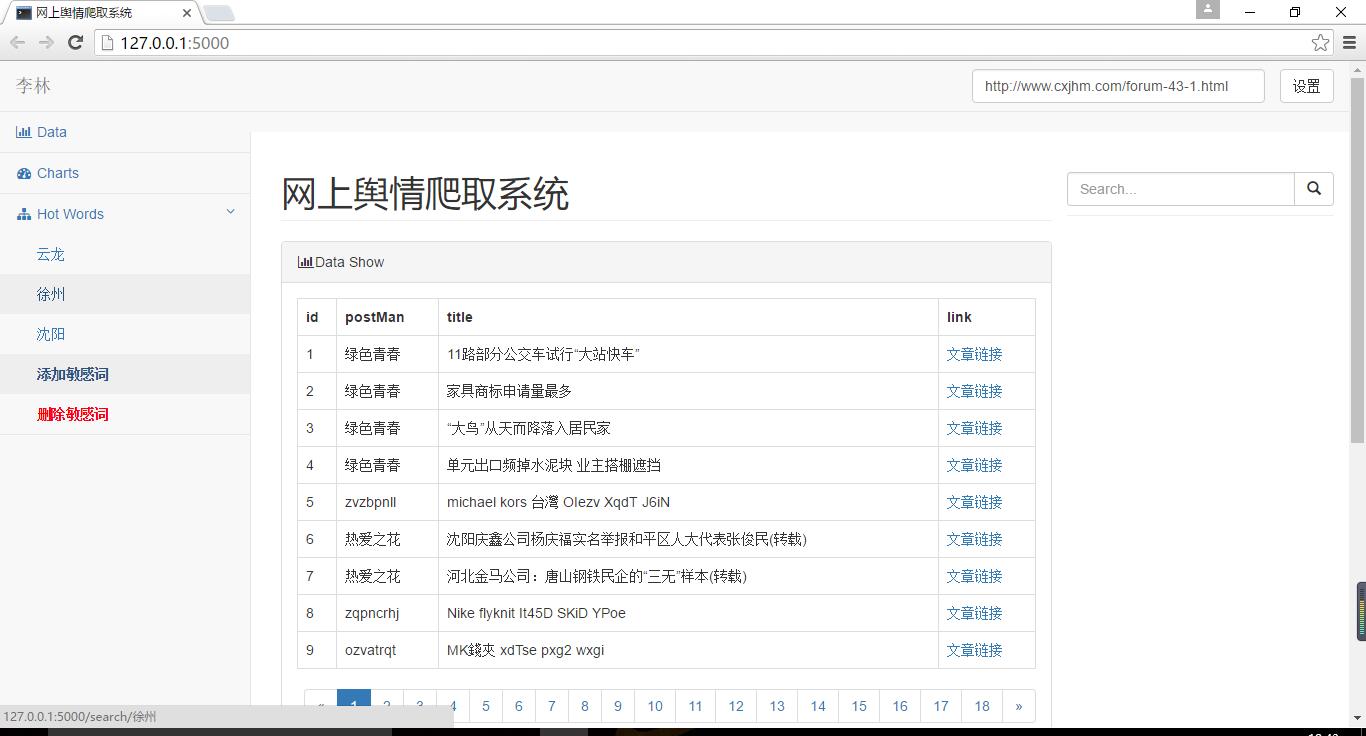 网上舆情爬取系统
127.0.0.1:5000
李林
http://www.cxjhm.com/forum-43-1.html
设置
Data
Charts
Hot Words
云龙
徐州
沈阳
添加敏感词
删除敏感词
网上舆情爬取系统
Search...
Data Show
id postMan title link
1 绿色青春 11路部分公交车试行“大站快车” 文章链接
2 绿色青春 家具商标申请量最多 文章链接
3 绿色青春 “大鸟”从天而降落入居民家 文章链接
4 绿色青春 单元出口频掉水泥块 业主搭棚遮挡 文章链接
5 zvzbpnll michael kors 台灣 OIezv XqdT J6iN 文章链接
6 热爱之花 沈阳庆鑫公司杨庆福实名举报和平区人大代表张俊民(转载) 文章链接
7 热爱之花 河北金马公司：唐山钢铁民企的“三无”样本(转载) 文章链接
8 zqpncrhj Nike flyknit It45D SKiD YPoe 文章链接
9 ozvatrqt MK錢夾 xdTse pxg2 wxgi 文章链接
« 1 2 3 4 5 6 7 8 9 10 11 12 13 14 15 16 17 18 »
127.0.0.1:5000/search/徐州